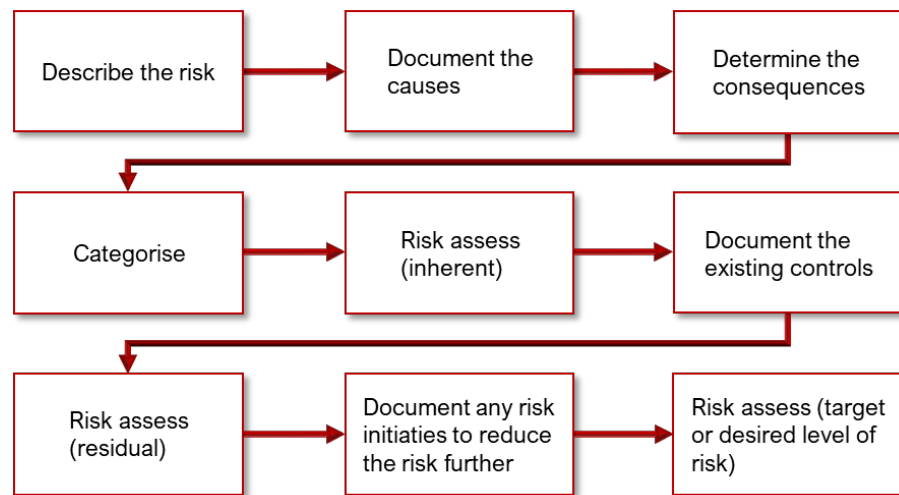 Describe the risk
Document the
causes
Determine the
consequences
Categorise
Risk assess
(inherent)
Document the
existing controls
Risk assess
(residual)
Document any risk
initiaties to reduce
the risk further
Risk assess (target
or desired level of
risk)